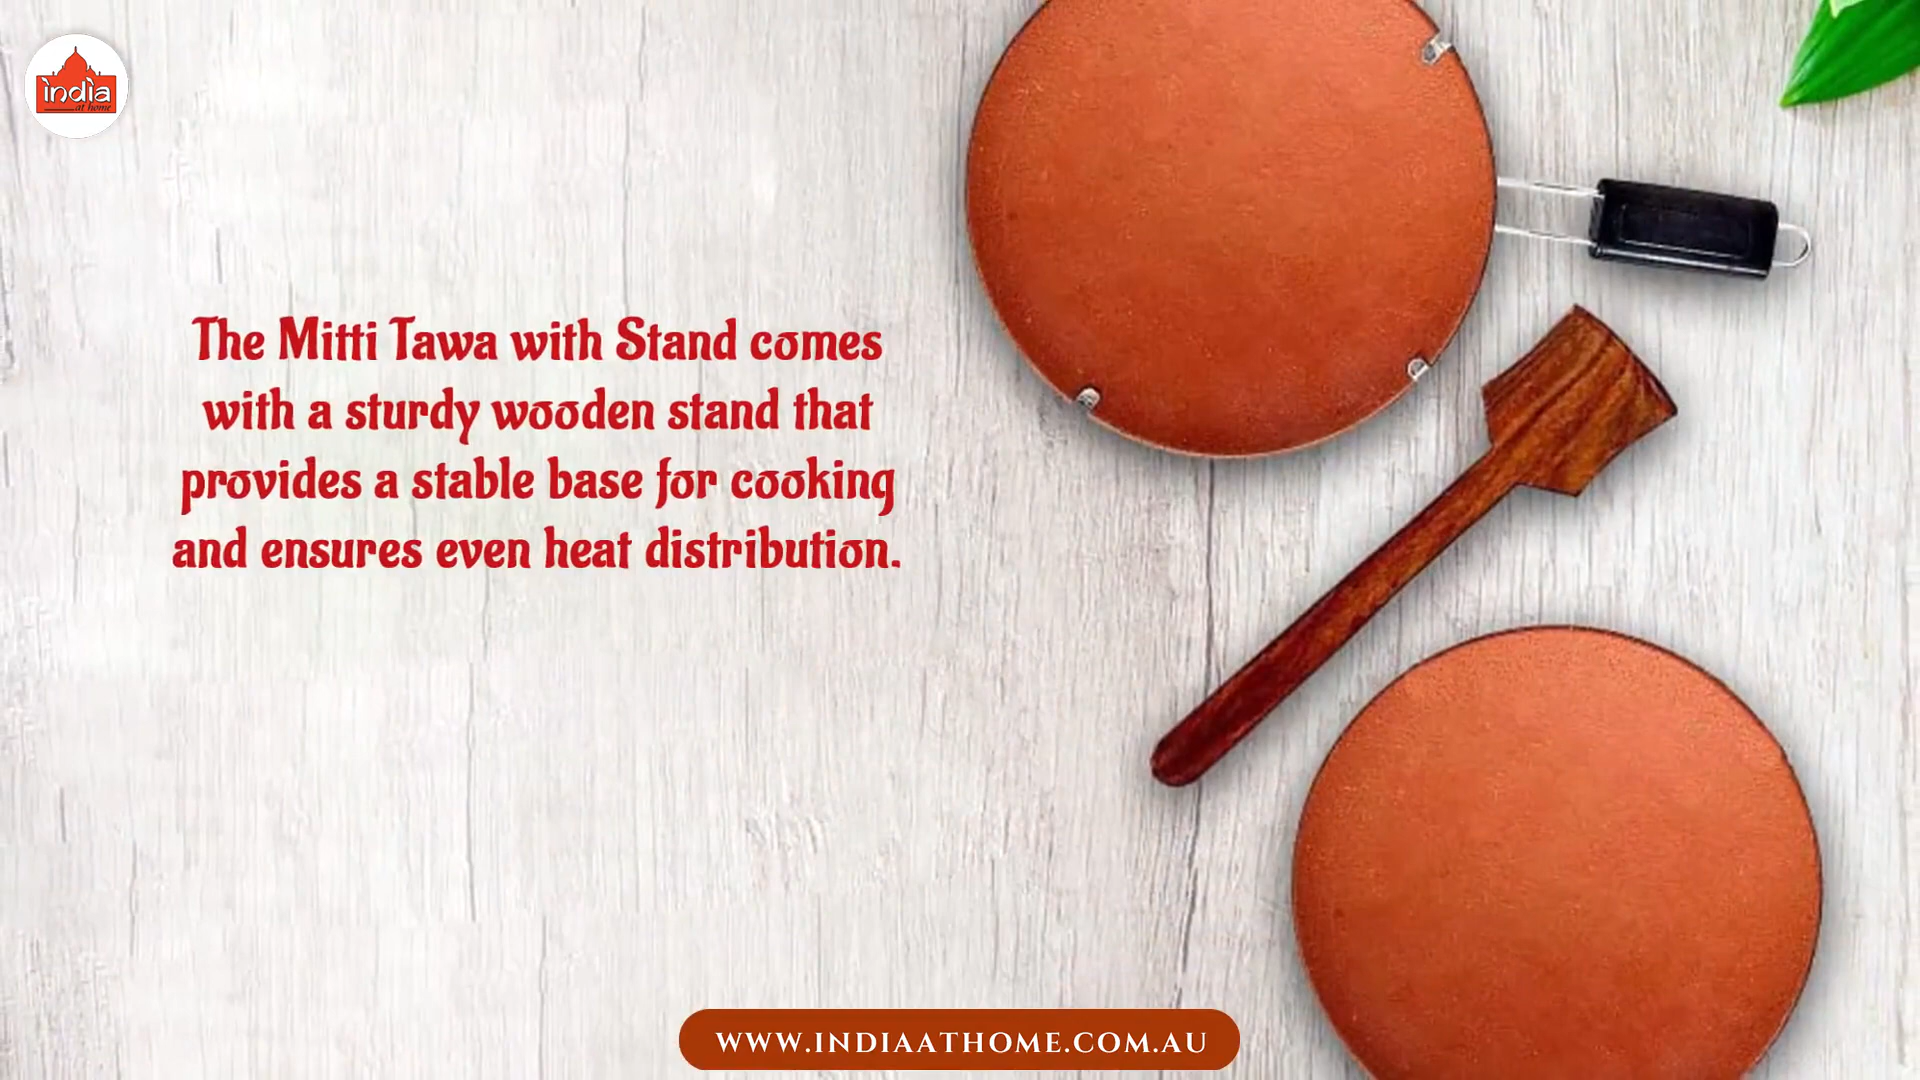 india
at home
The Mitti Tawa with Stand comes
with a sturdy wooden stand that
provides a stable base for cooking
and ensures even heat distribution.
WWW.INDIAATHOME.COM.AU